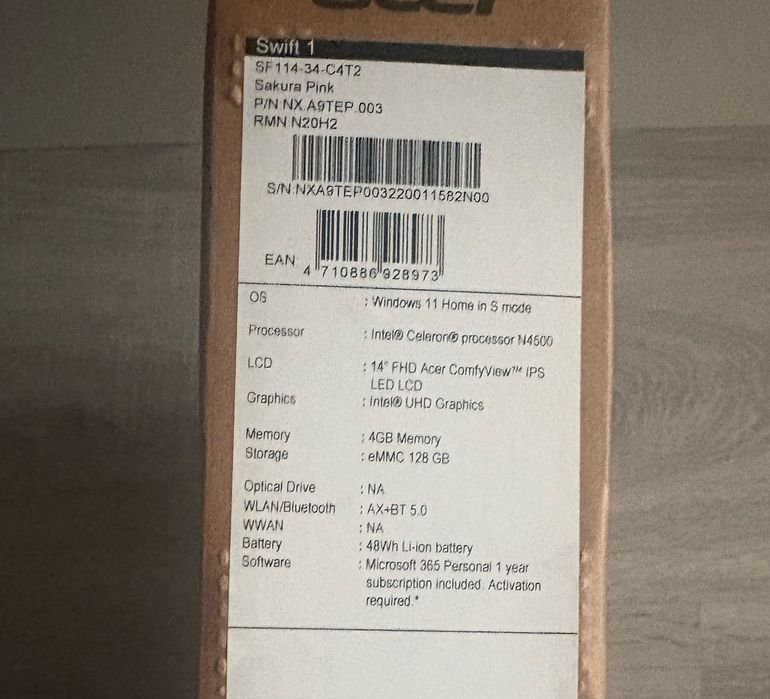 acer
Swift 1
SF114-34-C4T2
Sakura Pink
P/N:NX.A9TEP.003
RMN:N20H2
S/N:NXA9TEP003220011582N00
EAN:
4 710886 928973
OS : Windows 11 Home in S mode
Processor : Intel® Celeron® processor N4500
LCD : 14" FHD Acer ComfyView™ IPS
LED LCD
Graphics : Intel® UHD Graphics
Memory : 4GB Memory
Storage : eMMC 128 GB
Optical Drive : NA
WLAN/Bluetooth : AX+BT 5.0
WWAN : NA
Battery : 48Wh Li-ion battery
Software : Microsoft 365 Personal 1 year
subscription included. Activation
required.*